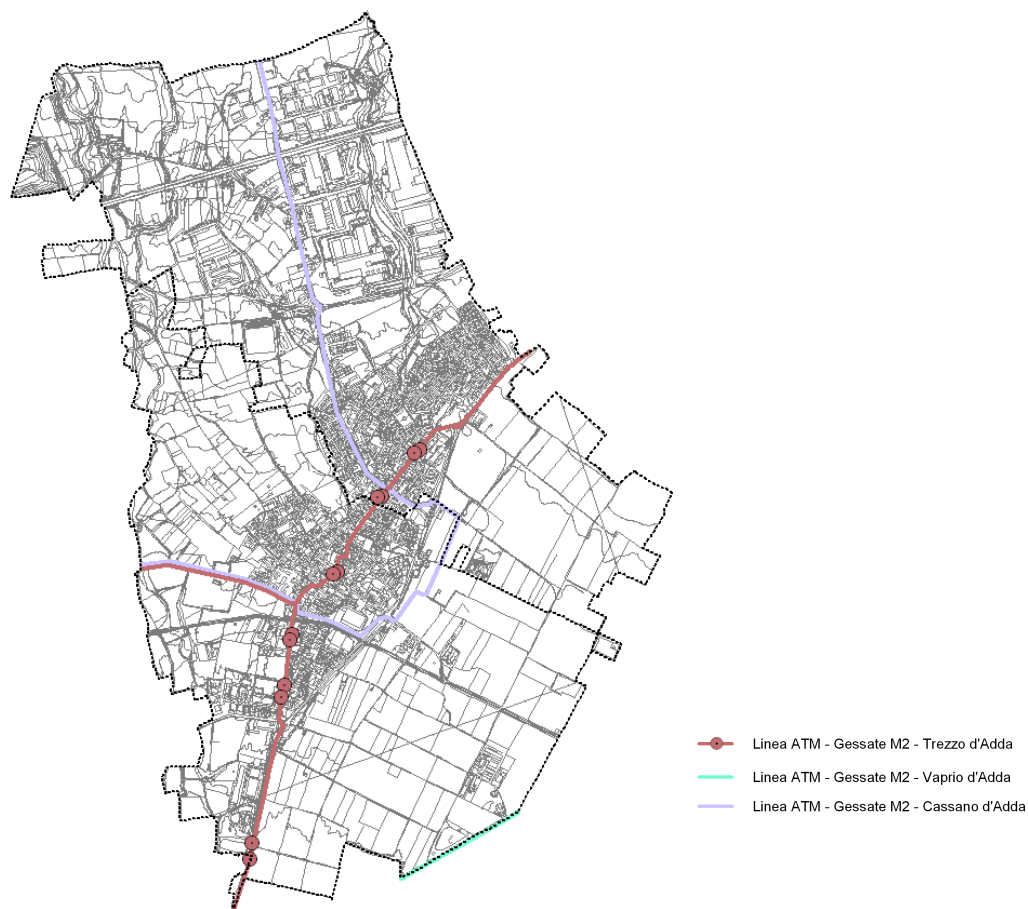 Linea ATM - Gessate M2 - Trezzo d'Adda
Linea ATM - Gessate M2 - Vaprio d'Adda
Linea ATM - Gessate M2 - Cassano d'Adda